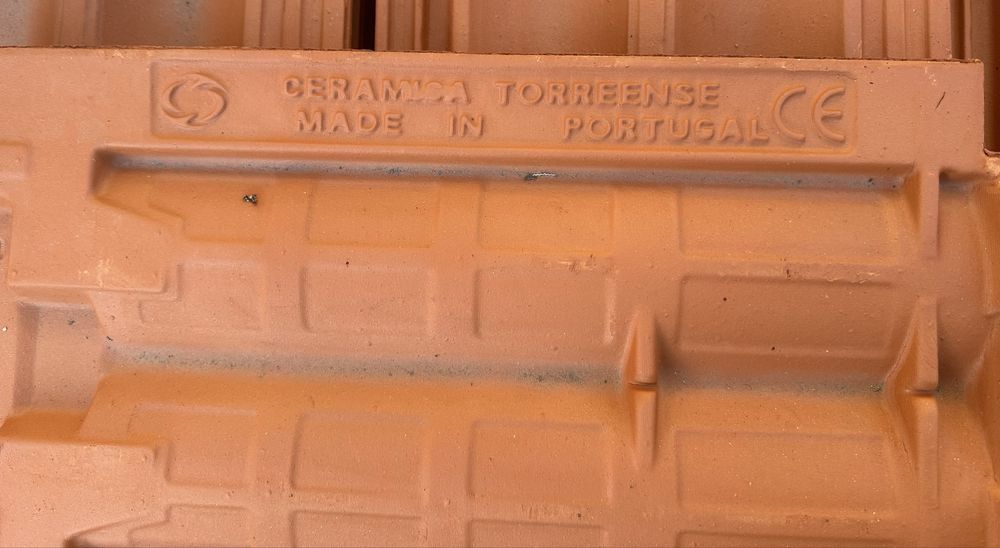 CERAMICA TORREENSE
MADE IN PORTUGAL CE